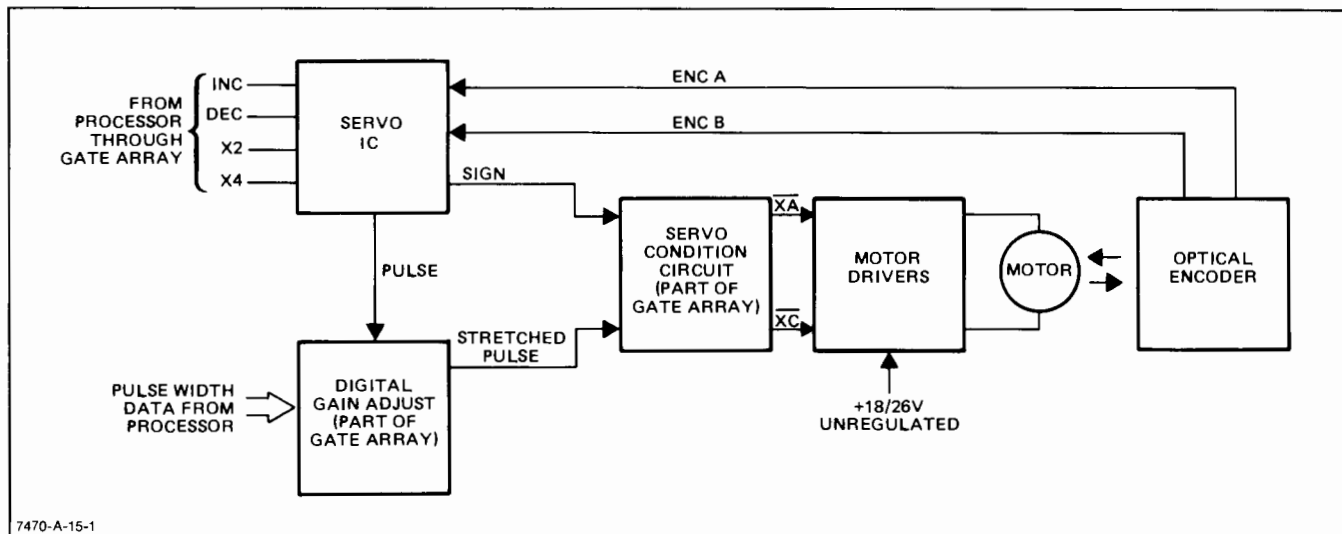 FROM
PROCESSOR
THROUGH
GATE ARRAY
INC
DEC
X2
X4
SERVO
IC
ENC A
ENC B
SIGN
PULSE
PULSE WIDTH
DATA FROM
PROCESSOR
DIGITAL
GAIN ADJUST
(PART OF
GATE ARRAY)
STRETCHED
PULSE
SERVO
CONDITION
CIRCUIT
(PART OF
GATE ARRAY)
X̅A̅
X̅C̅
MOTOR
DRIVERS
+18/26V
UNREGULATED
MOTOR
OPTICAL
ENCODER
7470-A-15-1